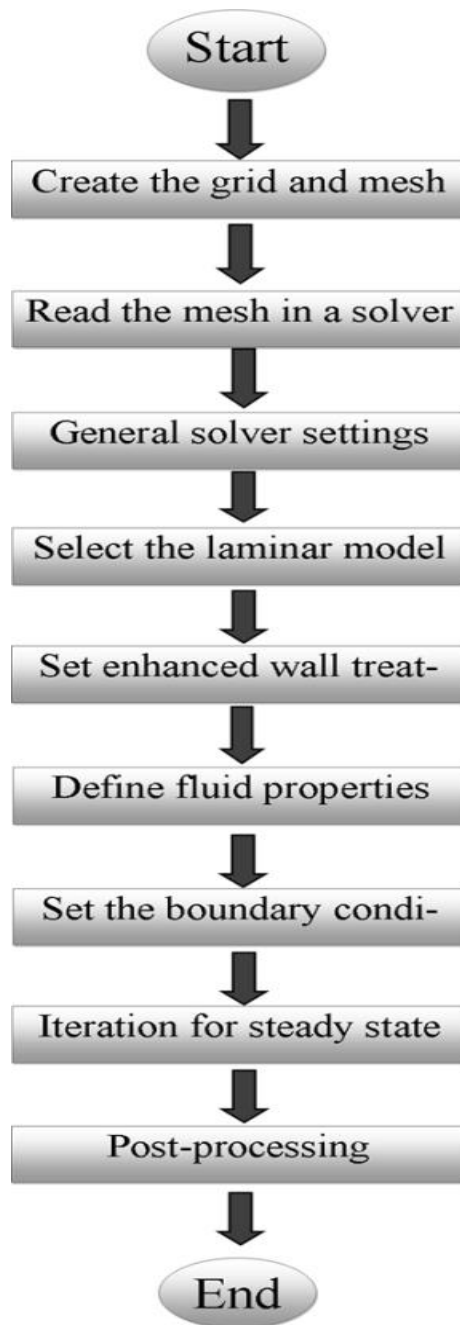 Start
Create the grid and mesh
Read the mesh in a solver
General solver settings
Select the laminar model
Set enhanced wall treat-
Define fluid properties
Set the boundary condi-
Iteration for steady state
Post-processing
End